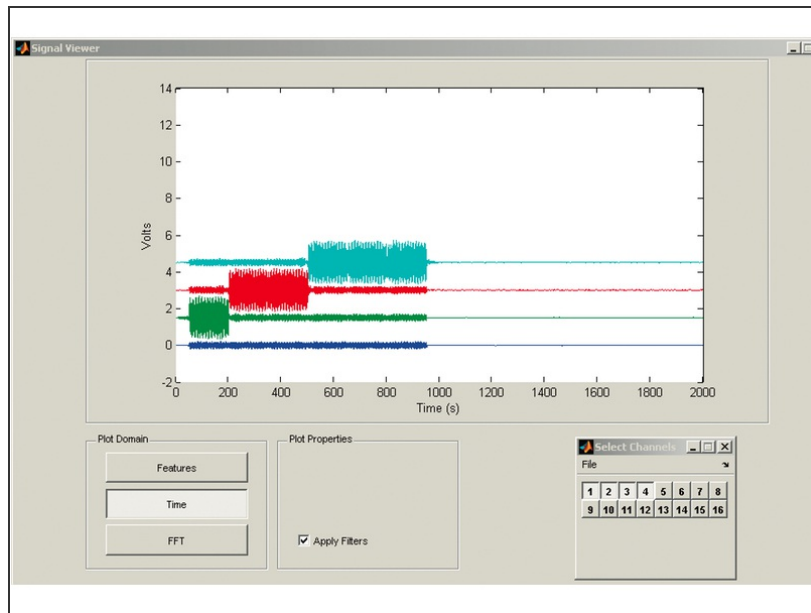 Signal Viewer
14
12
10
8
6
4
2
0
-2
Volts
0 200 400 600 800 1000 1200 1400 1600 1800 2000
Time (s)
Plot Domain
Features
Time
FFT
Plot Properties
Apply Filters
Select Channels
File
1 2 3 4 5 6 7 8
9 10 11 12 13 14 15 16